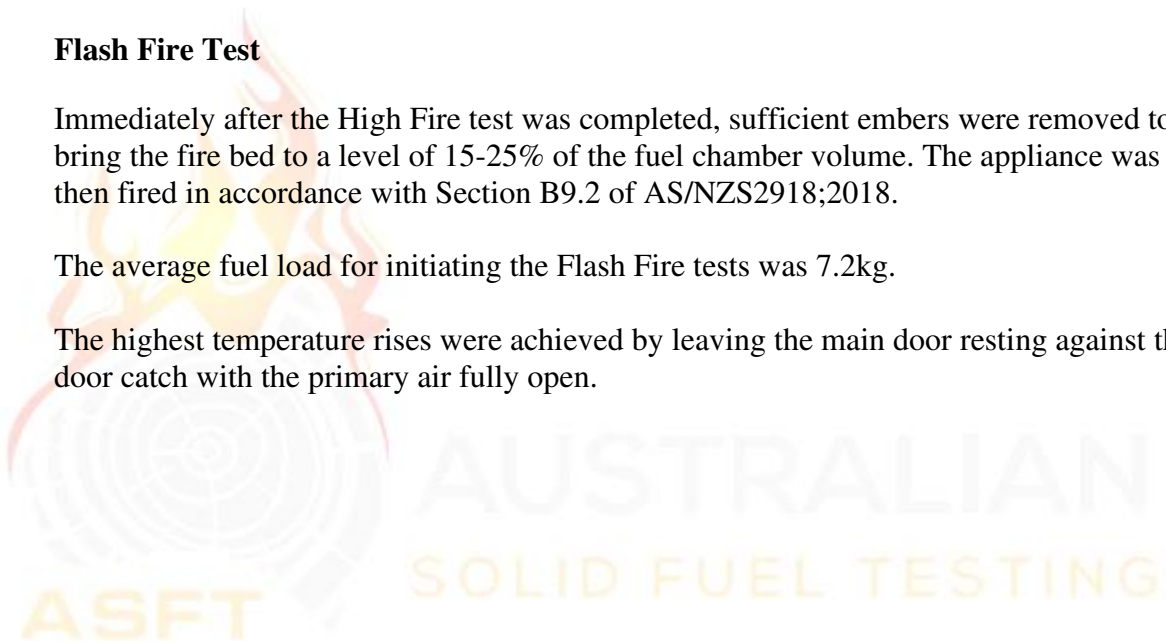 Flash Fire Test
Immediately after the High Fire test was completed, sufficient embers were removed to
bring the fire bed to a level of 15-25% of the fuel chamber volume. The appliance was
then fired in accordance with Section B9.2 of AS/NZS2918;2018.
The average fuel load for initiating the Flash Fire tests was 7.2kg.
The highest temperature rises were achieved by leaving the main door resting against
door catch with the primary air fully open.
AUSTRALIAN
SOLID FUEL TESTING
ASFT